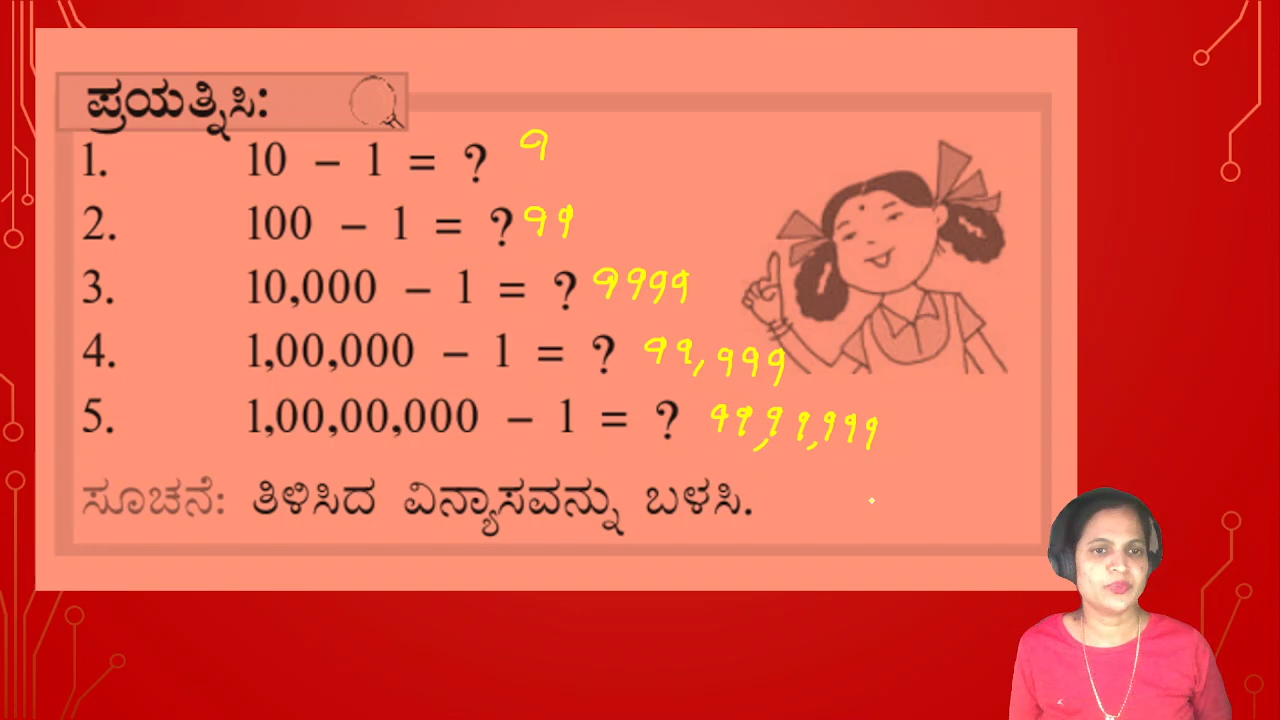 ಪ್ರಯತ್ನಿಸಿ:
1. 10 – 1 = ? 9
2. 100 – 1 = ? 99
3. 10,000 – 1 = ? 9999
4. 1,00,000 – 1 = ? 99,999
5. 1,00,00,000 – 1 = ? 99,99,999
ಸೂಚನೆ: ತಿಳಿಸಿದ ವಿನ್ಯಾಸವನ್ನು ಬಳಸಿ.